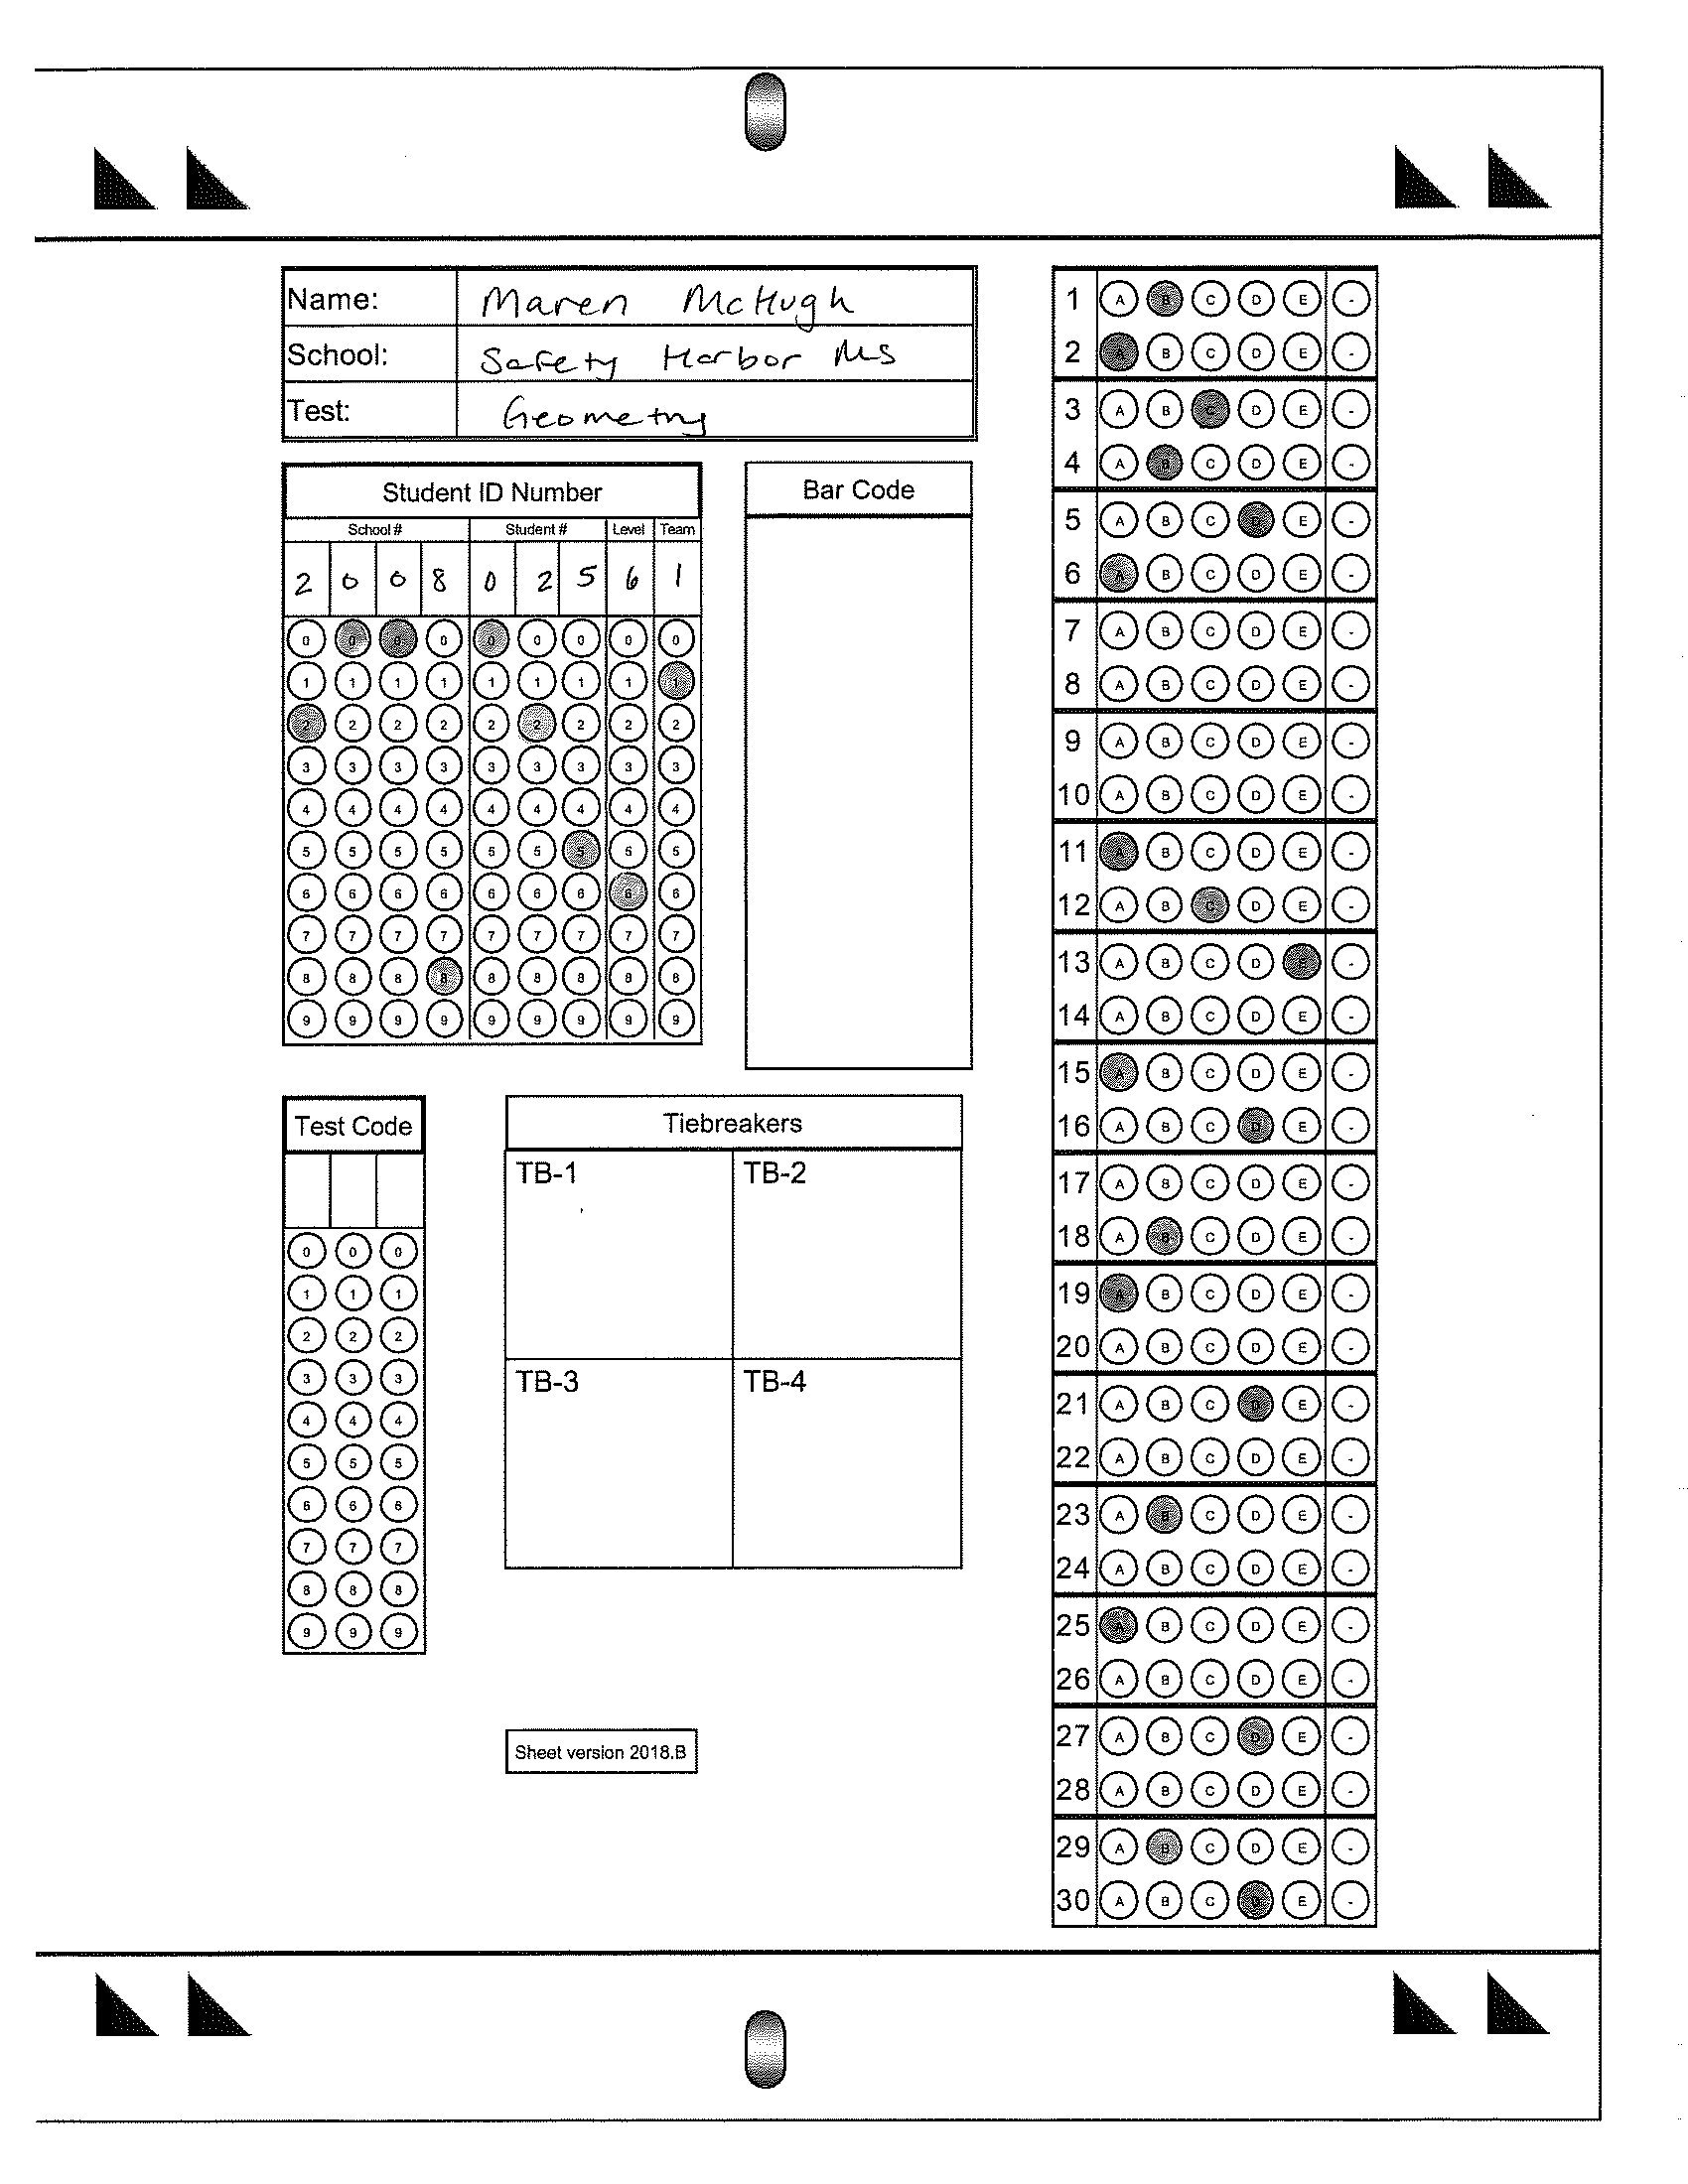 Name: Maren McHugh
School: Safety Harbor MS
Test: Geometry
Student ID Number
School # Student # Level Team
2 0 0 8 0 2 5 6 1
0 0 0 0 0 0 0 0 0
1 1 1 1 1 1 1 1 1
2 2 2 2 2 2 2 2 2
3 3 3 3 3 3 3 3 3
4 4 4 4 4 4 4 4 4
5 5 5 5 5 5 5 5 5
6 6 6 6 6 6 6 6 6
7 7 7 7 7 7 7 7 7
8 8 8 8 8 8 8 8 8
9 9 9 9 9 9 9 9 9
Bar Code
Test Code
0 0 0
1 1 1
2 2 2
3 3 3
4 4 4
5 5 5
6 6 6
7 7 7
8 8 8
9 9 9
Tiebreakers
TB-1 TB-2
TB-3 TB-4
Sheet version 2018.B
1 A B C D E -
2 A B C D E -
3 A B C D E -
4 A B C D E -
5 A B C D E -
6 A B C D E -
7 A B C D E -
8 A B C D E -
9 A B C D E -
10 A B C D E -
11 A B C D E -
12 A B C D E -
13 A B C D E -
14 A B C D E -
15 A B C D E -
16 A B C D E -
17 A B C D E -
18 A B C D E -
19 A B C D E -
20 A B C D E -
21 A B C D E -
22 A B C D E -
23 A B C D E -
24 A B C D E -
25 A B C D E -
26 A B C D E -
27 A B C D E -
28 A B C D E -
29 A B C D E -
30 A B C D E -